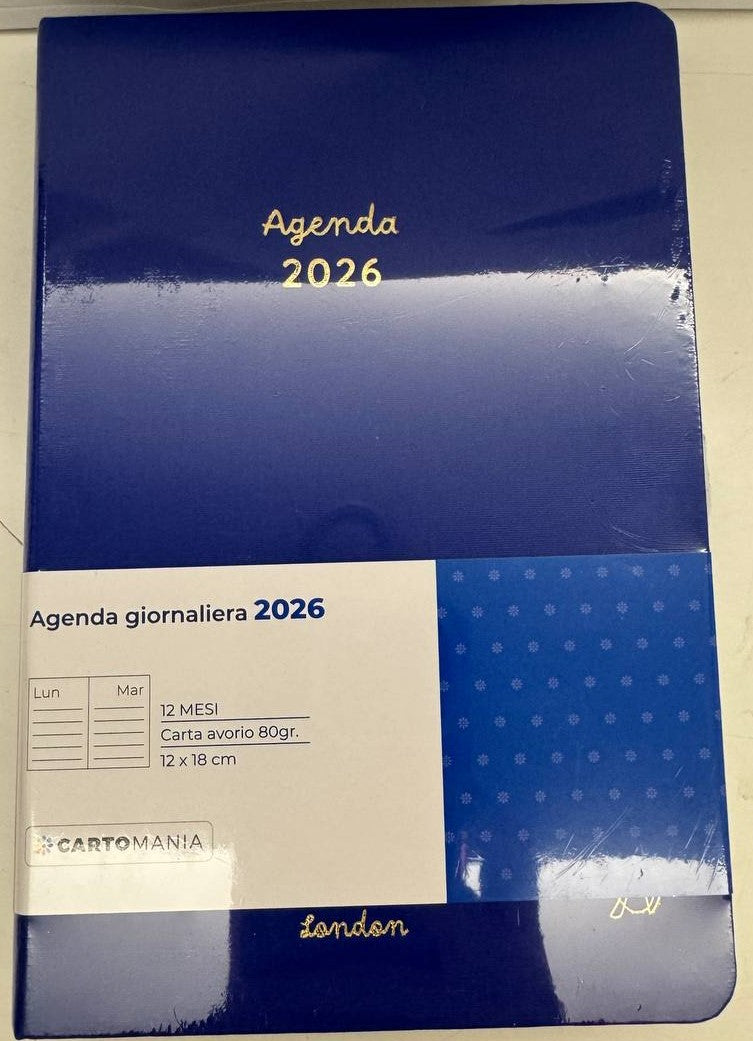 Agenda
2026
Agenda giornaliera 2026
Lun Mar
12 MESI
Carta avorio 80gr.
12 x 18 cm
CARTOMANIA
London